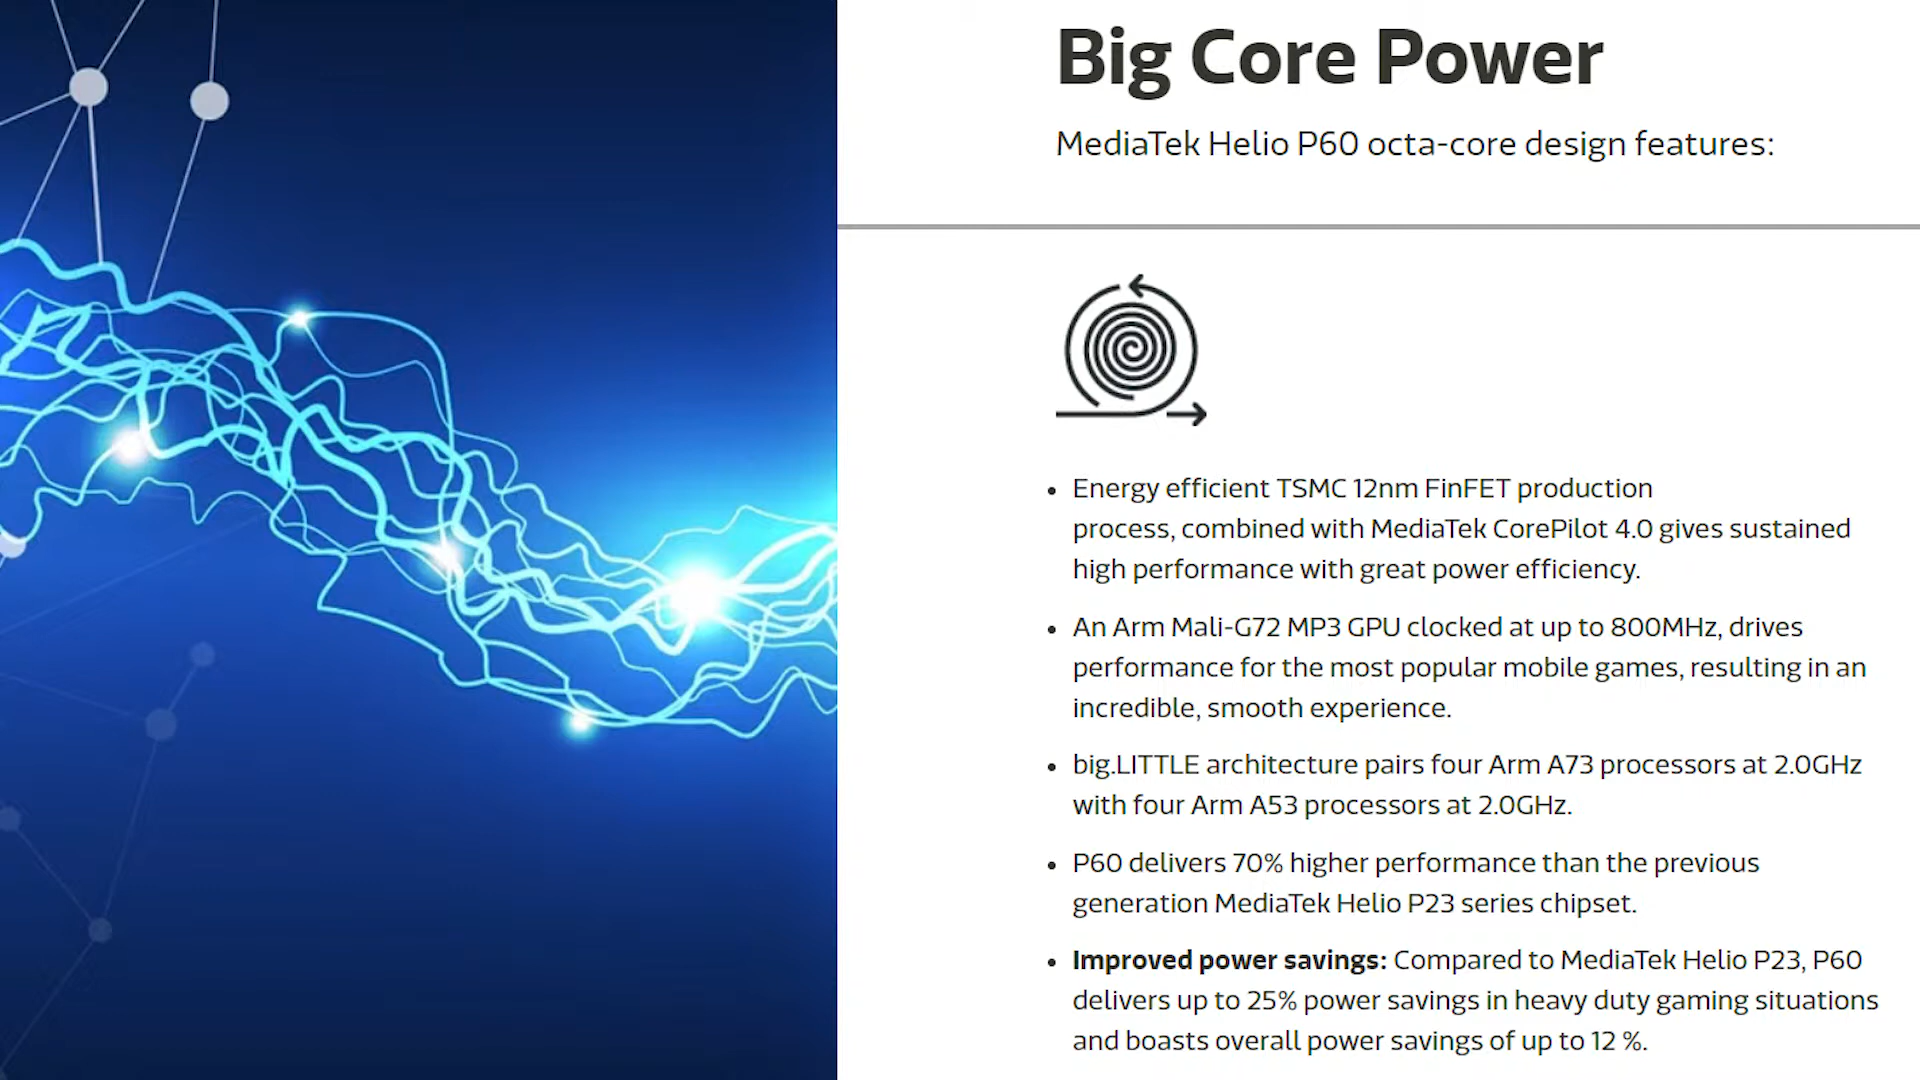 Big Core Power
MediaTek Helio P60 octa-core design features:
• Energy efficient TSMC 12nm FinFET production
process, combined with MediaTek CorePilot 4.0 gives sustained
high performance with great power efficiency.
• An Arm Mali-G72 MP3 GPU clocked at up to 800MHz, drives
performance for the most popular mobile games, resulting in an
incredible, smooth experience.
• big.LITTLE architecture pairs four Arm A73 processors at 2.0GHz
with four Arm A53 processors at 2.0GHz.
• P60 delivers 70% higher performance than the previous
generation MediaTek Helio P23 series chipset.
• Improved power savings: Compared to MediaTek Helio P23, P60
delivers up to 25% power savings in heavy duty gaming situations
and boasts overall power savings of up to 12 %.